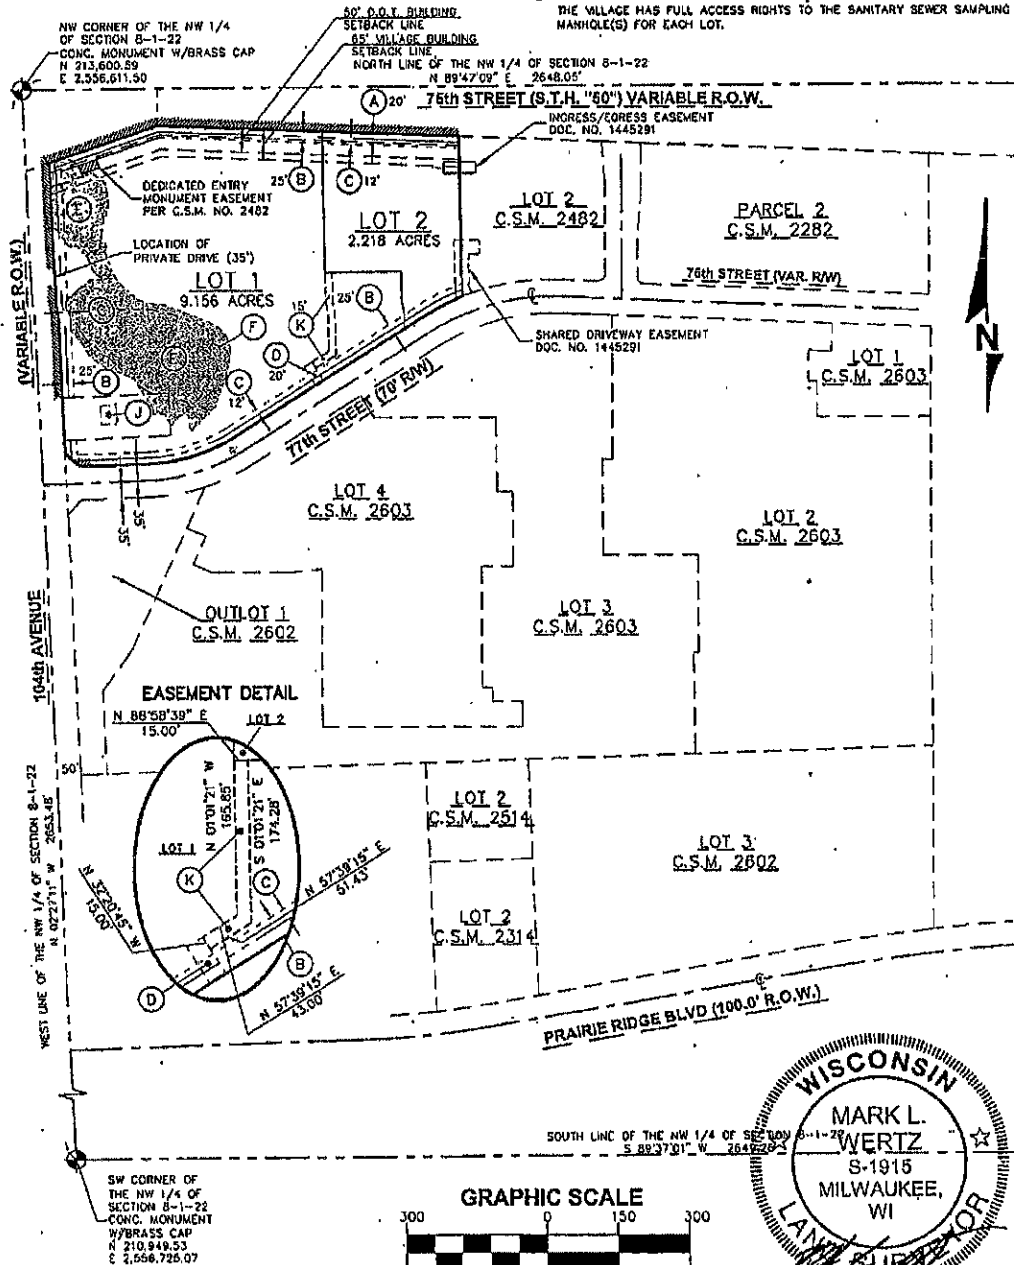 THE VILLAGE HAS FULL ACCESS RIGHTS TO THE SANITARY SEWER SAMPLING
MANHOLE(S) FOR EACH LOT.
NW CORNER OF THE NW 1/4
OF SECTION 8-1-22
CONC. MONUMENT W/BRASS CAP
N 213,600.59
E 2,556,611.50
50' D.O.T. BUILDING
SETBACK LINE
65' VILLAGE BUILDING
SETBACK LINE
NORTH LINE OF THE NW 1/4 OF SECTION 8-1-22
N 89°47'09" E 2648.05'
A 20'
76th STREET (S.T.H. "50") VARIABLE R.O.W.
INGRESS/EGRESS EASEMENT
DOC. NO. 1445291
25' B
C 12'
DEDICATED ENTRY
MONUMENT EASEMENT
PER C.S.M. NO. 2482
LOT 2
2.218 ACRES
LOT 2
C.S.M. 2482
PARCEL 2
C.S.M. 2282
LOCATION OF
PRIVATE DRIVE (35')
LOT 1
9.156 ACRES
76th STREET (VAR. R/W)
(VARIABLE R.O.W.)
15'
25' B
K
N
SHARED DRIVEWAY EASEMENT
DOC. NO. 1445291
F
D
20'
LOT 1
C.S.M. 2603
25'
B
C
12'
J
77th STREET (70' R/W)
LOT 4
C.S.M. 2603
LOT 2
C.S.M. 2603
35'
35'
OUTLOT 1
C.S.M. 2602
LOT 3
C.S.M. 2603
104th AVENUE
EASEMENT DETAIL
N 88°58'39" E
15.00'
LOT 2
50'
N 01°01'21" W
165.85'
S 01°01'21" E
174.28'
LOT 1
K
C
N 57°39'15" E
51.43'
N 32°20'45" W
15.00'
B
D
N 57°39'15" E
43.00'
LOT 2
C.S.M. 2514
LOT 3
C.S.M. 2602
LOT 2
C.S.M. 2314
WEST LINE OF THE NW 1/4 OF SECTION 8-1-22
N 02°27'11" W 2653.48'
PRAIRIE RIDGE BLVD (100.0' R.O.W.)
SOUTH LINE OF THE NW 1/4 OF SECTION 8-1-22
S 89°37'01" W
SW CORNER OF
THE NW 1/4 OF
SECTION 8-1-22
CONC. MONUMENT
W/BRASS CAP
N 210,949.53
E 2,556,725.07
GRAPHIC SCALE
300 0 150 300
WISCONSIN
MARK L.
WERTZ
S-1915
MILWAUKEE,
WI
LAND SURVEYOR